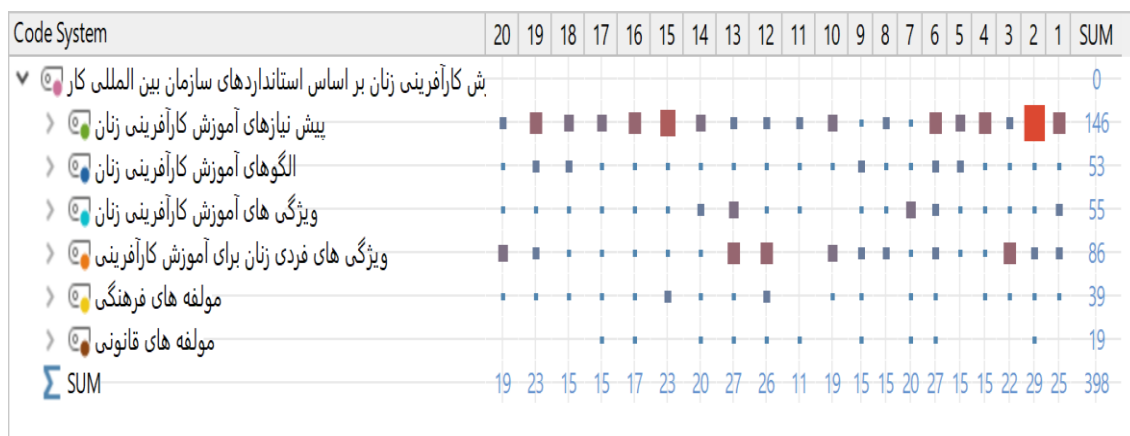 Code System 20 19 18 17 16 15 14 13 12 11 10 9 8 7 6 5 4 3 2 1 SUM
ش کارآفرینی زنان بر اساس استانداردهای سازمان بین المللی کار 0
پیش نیازهای آموزش کارآفرینی زنان 146
الگوهای آموزش کارآفرینی زنان 53
ویژگی های آموزش کارآفرینی زنان 55
ویژگی های فردی زنان برای آموزش کارآفرینی 86
مولفه های فرهنگی 39
مولفه های قانونی 19
Σ SUM 19 23 15 15 17 23 20 27 26 11 19 15 15 20 27 15 15 22 29 25 398